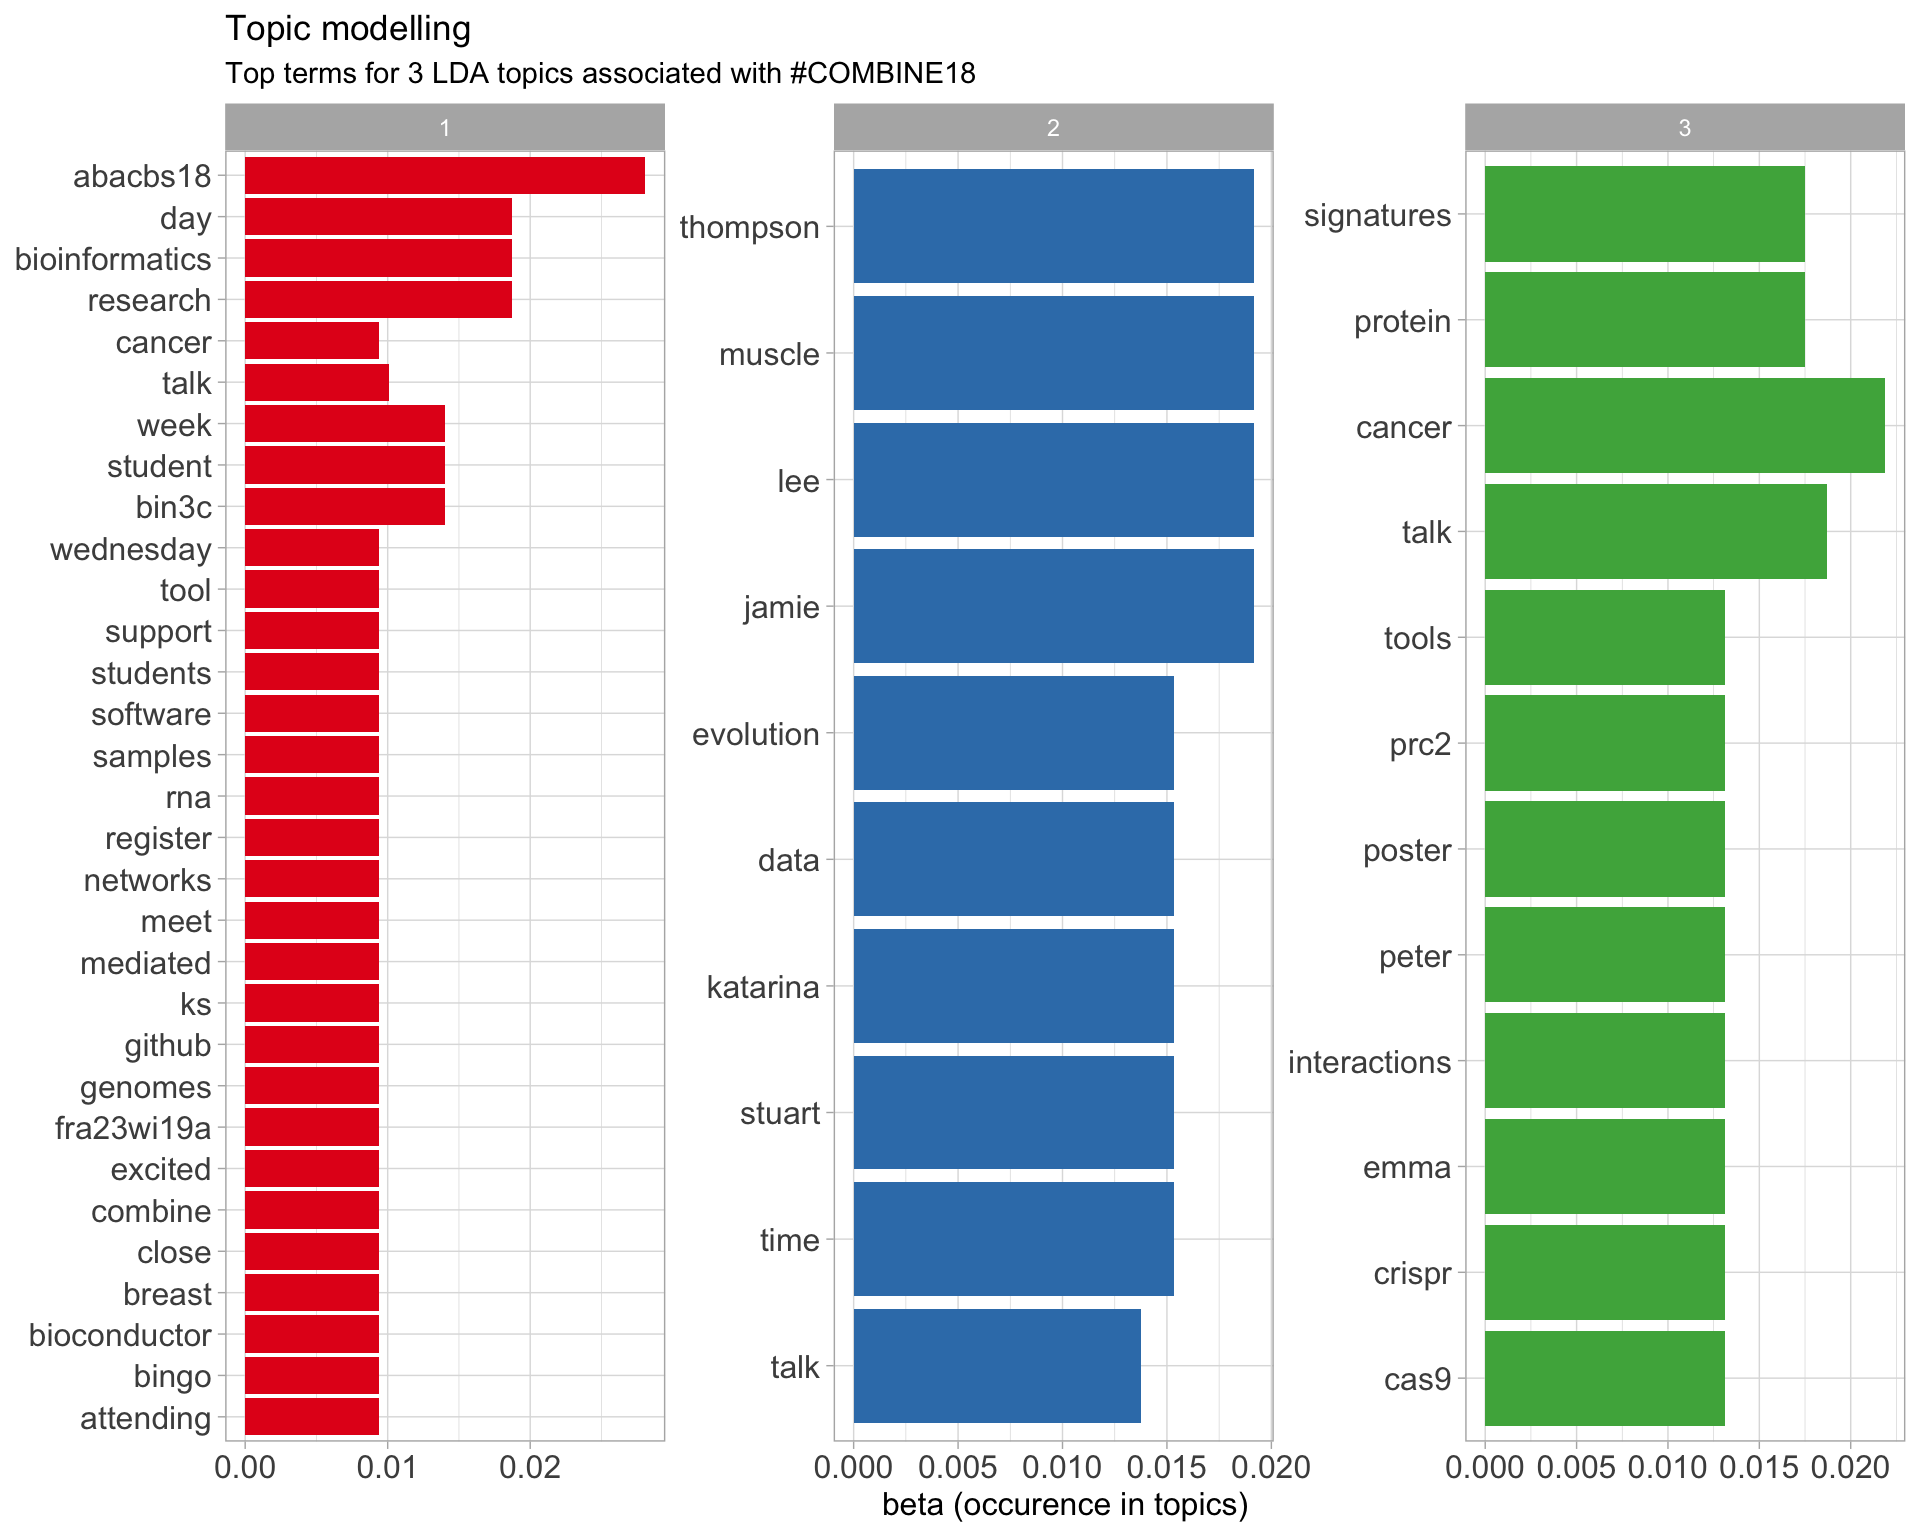 Topic modelling
Top terms for 3 LDA topics associated with #COMBINE18
1
abacbs18
day
bioinformatics
research
cancer
talk
week
student
bin3c
wednesday
tool
support
students
software
samples
rna
register
networks
meet
mediated
ks
github
genomes
fra23wi19a
excited
combine
close
breast
bioconductor
bingo
attending
0.00 0.01 0.02
2
thompson
muscle
lee
jamie
evolution
data
katarina
stuart
time
talk
0.000 0.005 0.010 0.015 0.020
3
signatures
protein
cancer
talk
tools
prc2
poster
peter
interactions
emma
crispr
cas9
0.000 0.005 0.010 0.015 0.020
beta (occurence in topics)